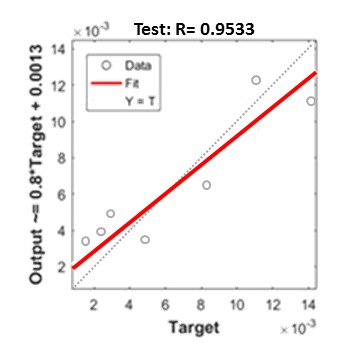 ×10⁻³
Test: R= 0.9533
14
12
10
8
6
4
2
Data
Fit
Y = T
Output ~= 0.8*Target + 0.0013
2 4 6 8 10 12 14
Target
×10⁻³